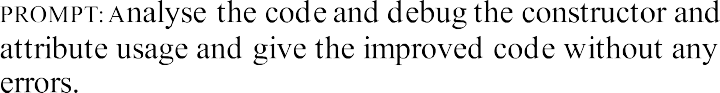 PROMPT: Analyse the code and debug the constructor and
attribute usage and give the improved code without any
errors.